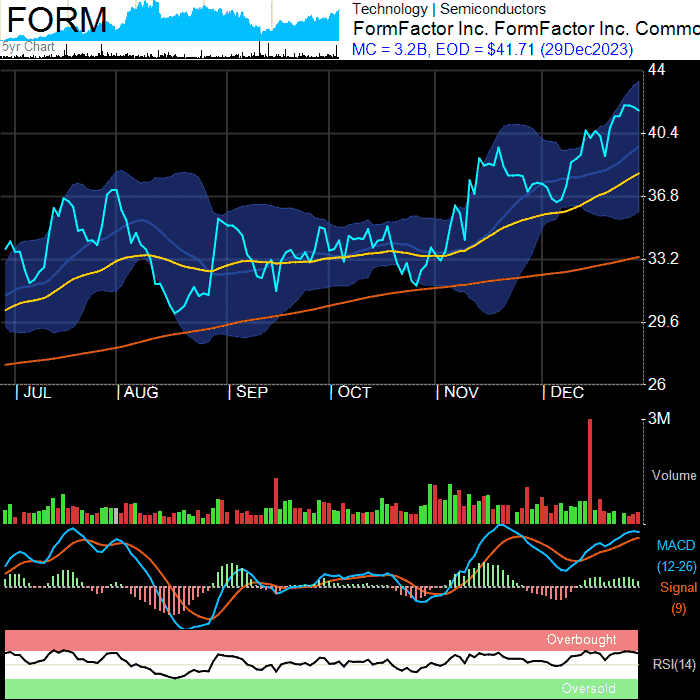 FORM
5yr Chart
Technology | Semiconductors
FormFactor Inc. FormFactor Inc. Commo
MC = 3.2B, EOD = $41.71 (29Dec2023)
44
40.4
36.8
33.2
29.6
26
| JUL | AUG | SEP | OCT | NOV | DEC
3M
Volume
MACD
(12-26)
Signal
(9)
Overbought
RSI(14)
Oversold